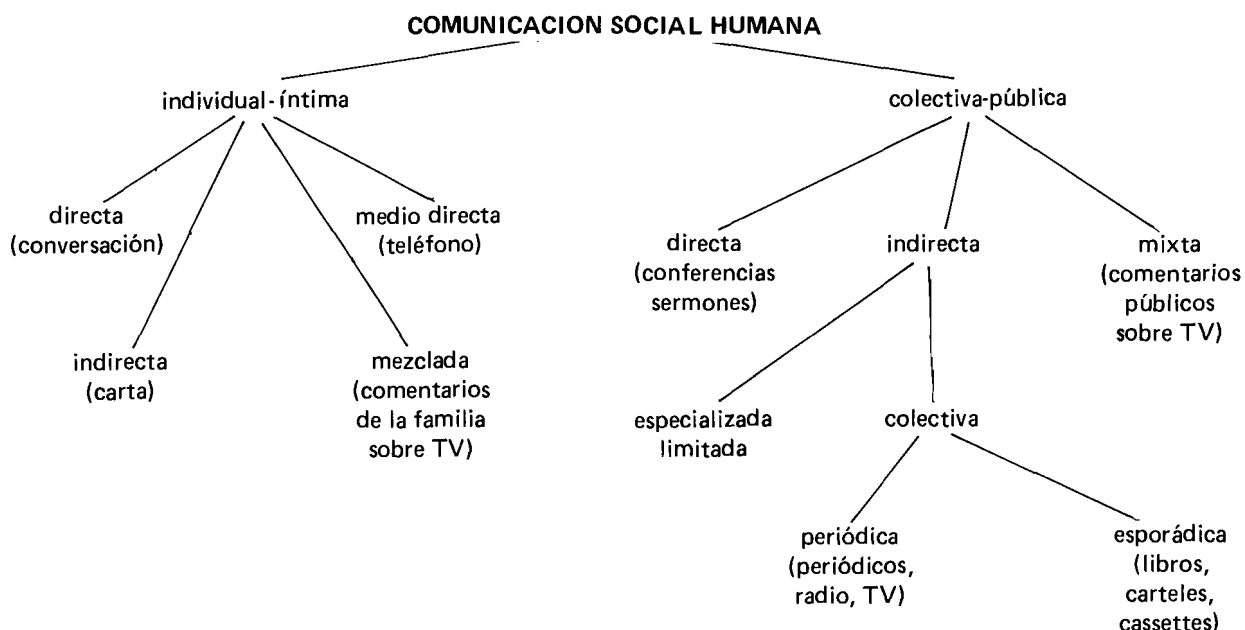 COMUNICACION SOCIAL HUMANA
individual-íntima
colectiva-pública
directa
(conversación)
medio directa
(teléfono)
indirecta
(carta)
mezclada
(comentarios
de la familia
sobre TV)
directa
(conferencias
sermones)
indirecta
mixta
(comentarios
públicos
sobre TV)
especializada
limitada
colectiva
periódica
(periódicos,
radio, TV)
esporádica
(libros,
carteles,
cassettes)